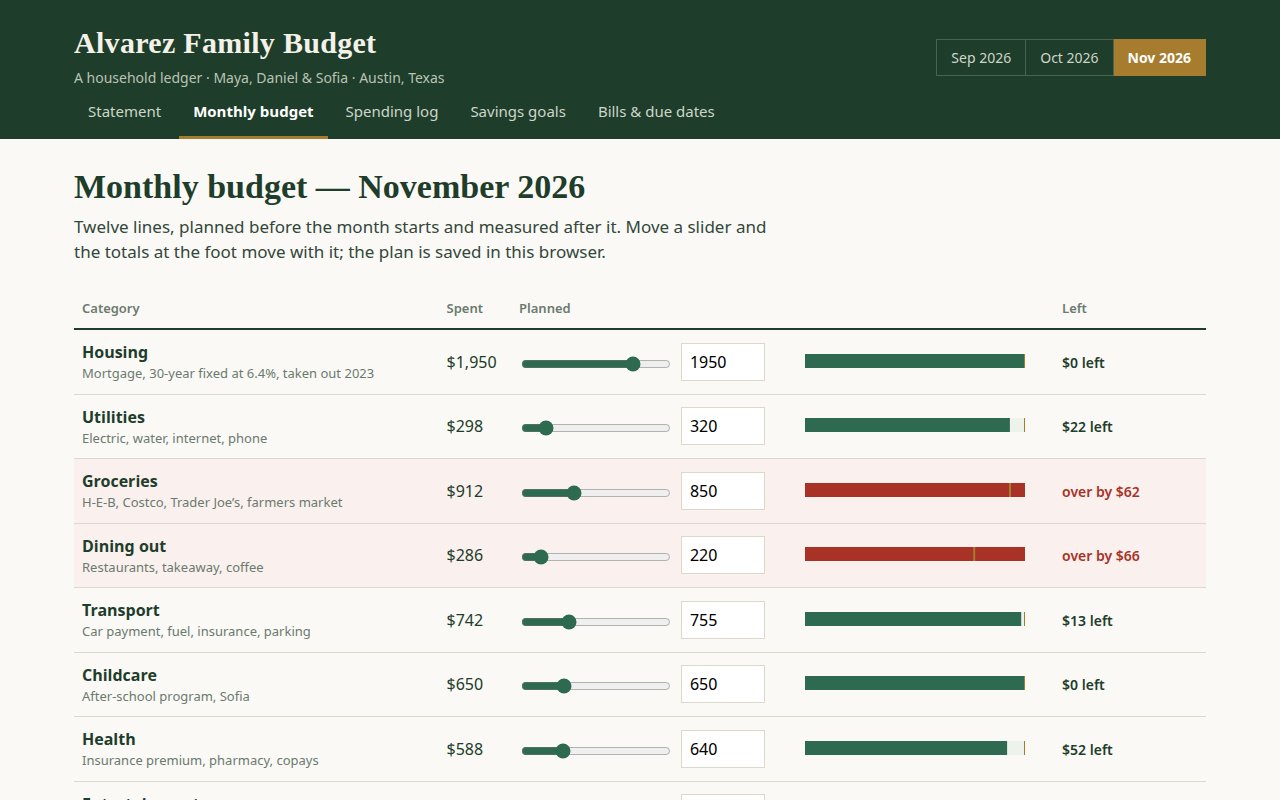 Alvarez Family Budget
A household ledger · Maya, Daniel & Sofia · Austin, Texas
Sep 2026 Oct 2026 Nov 2026
Statement Monthly budget Spending log Savings goals Bills & due dates
Monthly budget — November 2026
Twelve lines, planned before the month starts and measured after it. Move a slider and
the totals at the foot move with it; the plan is saved in this browser.
Category Spent Planned Left
Housing
Mortgage, 30-year fixed at 6.4%, taken out 2023
$1,950 1950 $0 left
Utilities
Electric, water, internet, phone
$298 320 $22 left
Groceries
H-E-B, Costco, Trader Joe’s, farmers market
$912 850 over by $62
Dining out
Restaurants, takeaway, coffee
$286 220 over by $66
Transport
Car payment, fuel, insurance, parking
$742 755 $13 left
Childcare
After-school program, Sofia
$650 650 $0 left
Health
Insurance premium, pharmacy, copays
$588 640 $52 left